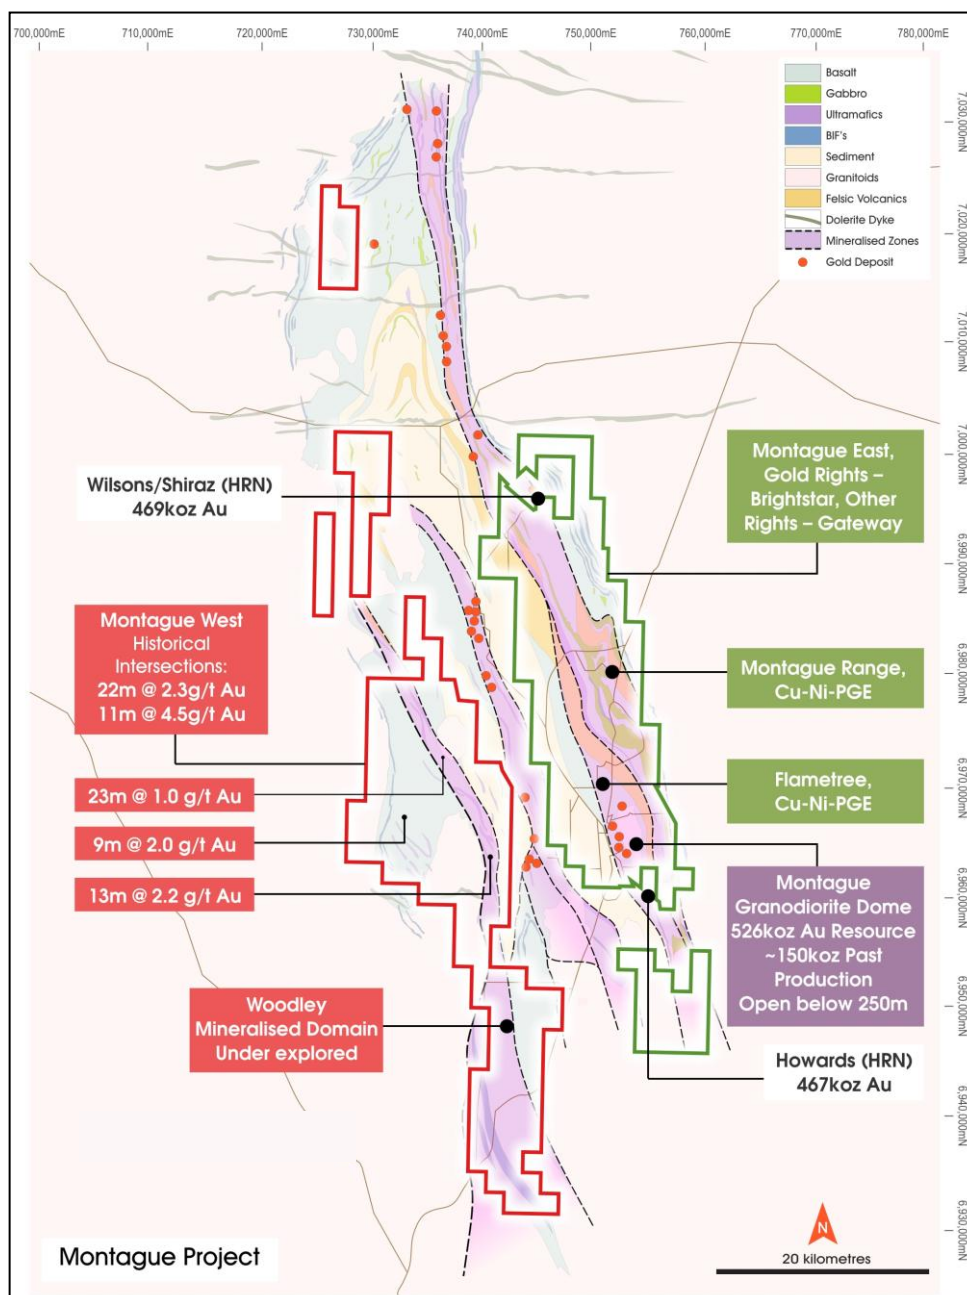 700,000mE
710,000mE
720,000mE
730,000mE
740,000mE
750,000mE
760,000mE
770,000mE
780,000mE
Basalt
Gabbro
Ultramafics
BIF's
Sediment
Granitoids
Felsic Volcanics
Dolerite Dyke
Mineralised Zones
Gold Deposit
7,030,000mN
7,020,000mN
7,010,000mN
7,000,000mN
6,990,000mN
6,980,000mN
6,970,000mN
6,960,000mN
6,950,000mN
6,940,000mN
6,930,000mN
Wilsons/Shiraz (HRN)
469koz Au
Montague East,
Gold Rights –
Brightstar, Other
Rights – Gateway
Montague West
Historical
Intersections:
22m @ 2.3g/t Au
11m @ 4.5g/t Au
23m @ 1.0 g/t Au
9m @ 2.0 g/t Au
13m @ 2.2 g/t Au
Montague Range,
Cu-Ni-PGE
Flametree,
Cu-Ni-PGE
Montague
Granodiorite Dome
526koz Au Resource
~150koz Past
Production
Open below 250m
Woodley
Mineralised Domain
Under explored
Howards (HRN)
467koz Au
Montague Project
N
20 kilometres